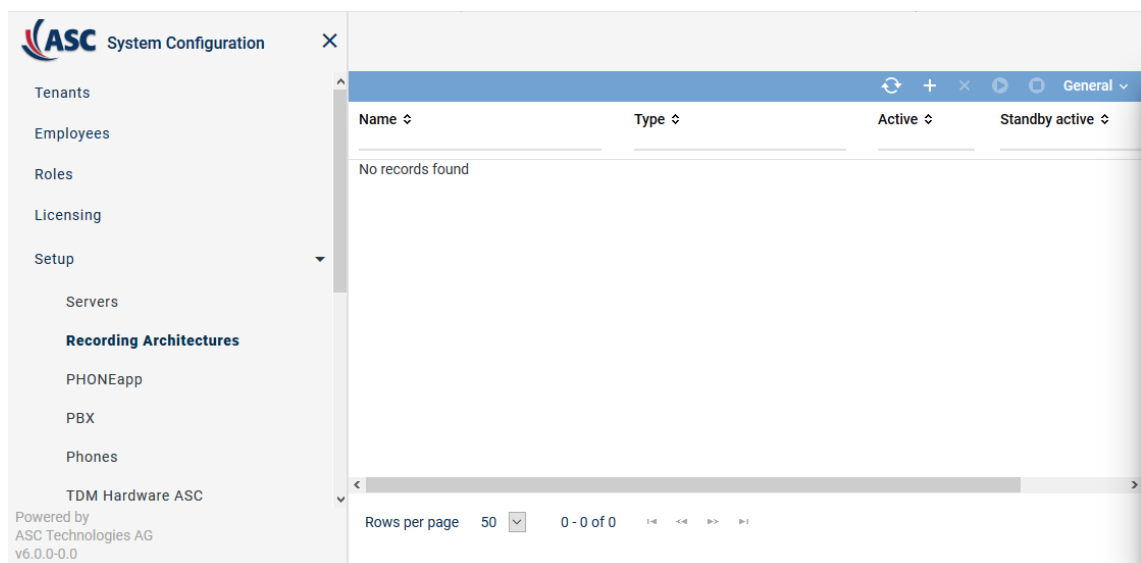 ASC System Configuration
Tenants
Employees
Roles
Licensing
Setup
Servers
Recording Architectures
PHONEapp
PBX
Phones
TDM Hardware ASC
Powered by
ASC Technologies AG
v6.0.0-0.0
General
Name Type Active Standby active
No records found
Rows per page 50 0 - 0 of 0